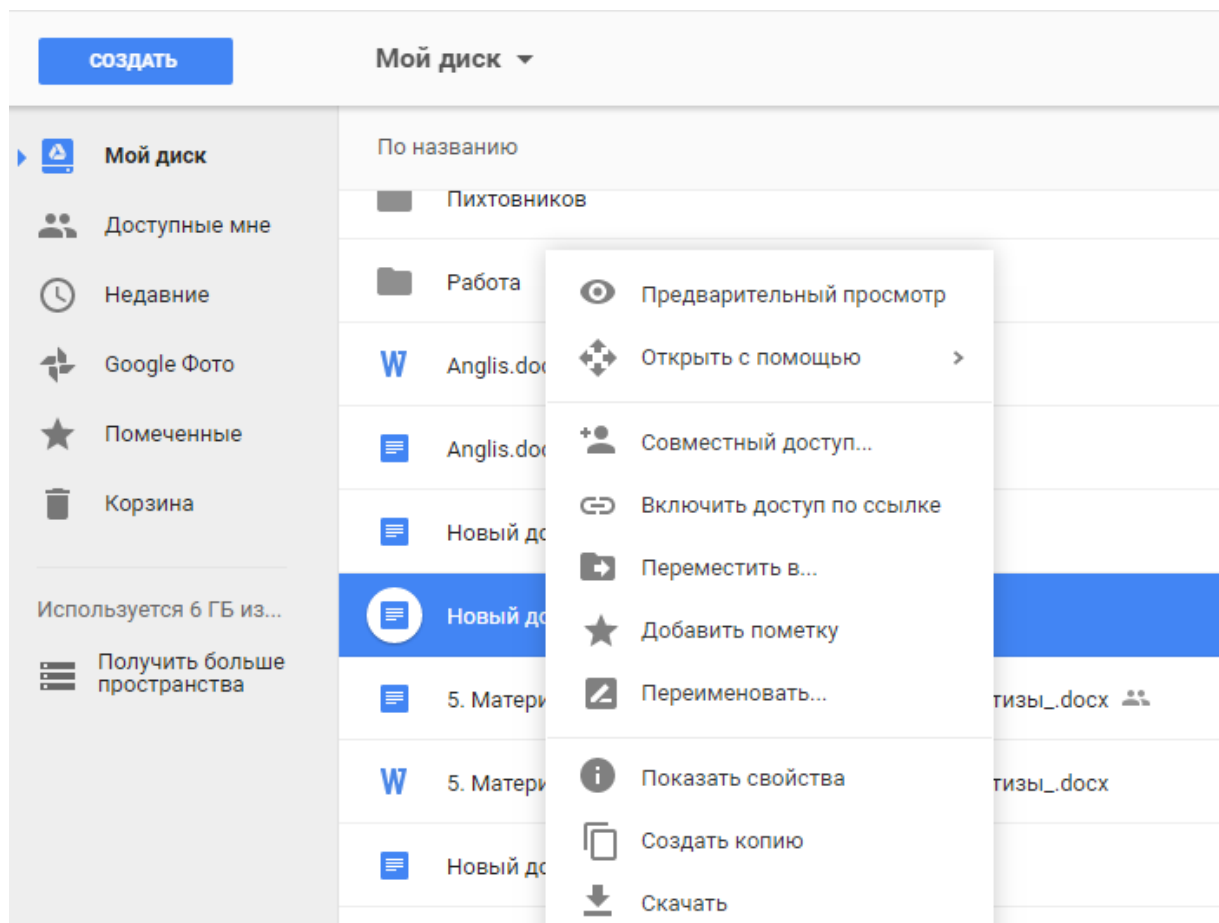 СОЗДАТЬ
Мой диск
Мой диск
Доступные мне
Недавние
Google Фото
Помеченные
Корзина
Используется 6 ГБ из...
Получить больше
пространства
По названию
Пихтовников
Работа
Anglis.doc
Anglis.doc
Новый до
Новый до
5. Матери тизы_.docx
5. Матери тизы_.docx
Новый до
Предварительный просмотр
Открыть с помощью
Совместный доступ...
Включить доступ по ссылке
Переместить в...
Добавить пометку
Переименовать...
Показать свойства
Создать копию
Скачать